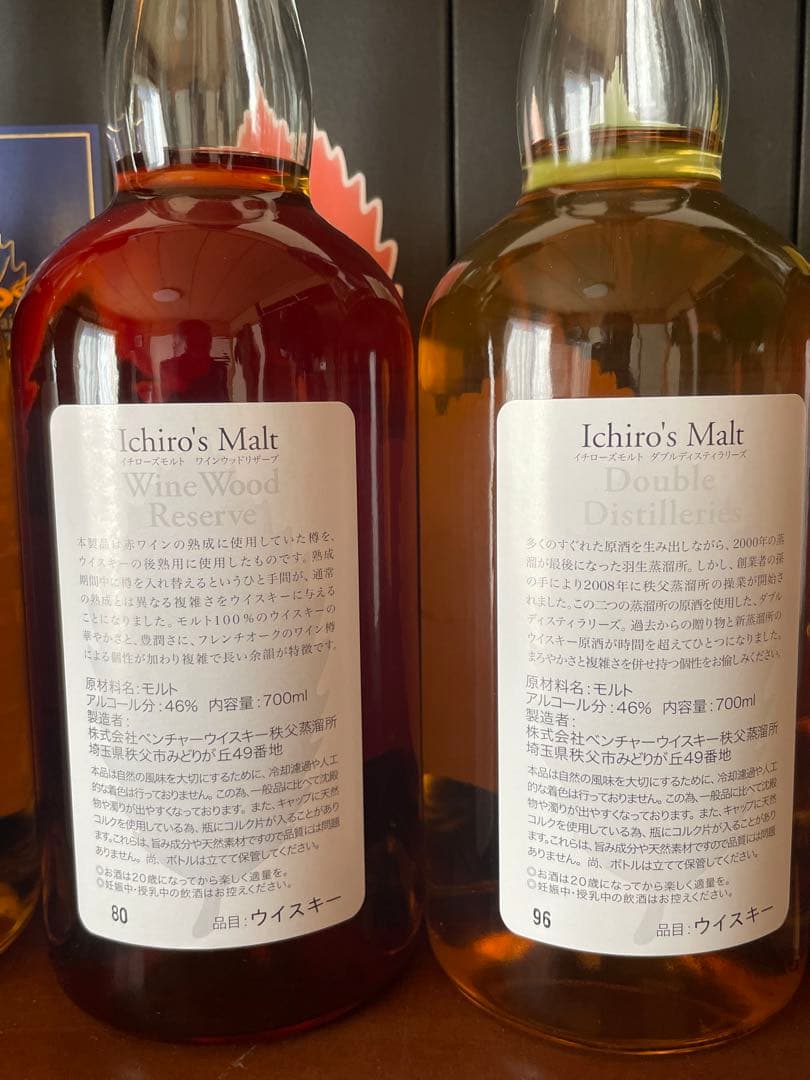 Ichiro's Malt
イチローズモルト ワインウッドリザーブ
Wine Wood
Reserve
本製品は赤ワインの熟成に使用していた樽を、
ウイスキーの後熟用に使用したものです。熟成
期間中に樽を入れ替えるというひと手間が、通常
の熟成とは異なる複雑さをウイスキーに与える
ことになりました。モルト100%のウイスキーの
華やかさと、豊潤さに、フレンチオークのワイン樽
による個性が加わり複雑で長い余韻が特徴です。
原材料名:モルト
アルコール分:46% 内容量:700ml
製造者:
株式会社ベンチャーウイスキー秩父蒸溜所
埼玉県秩父市みどりが丘49番地
本品は自然の風味を大切にするために、冷却濾過や人工
的な着色は行っておりません。この為、一般品に比べて沈殿
物や濁りが出やすくなっております。また、キャップに天然
コルクを使用している為、瓶にコルク片が入ることがあり
ます。これらは、旨み成分や天然素材ですので品質には問題
ありません。尚、ボトルは立てて保管してください。
◎お酒は20歳になってから楽しく適量を。
◎妊娠中・授乳中の飲酒はお控えください。
80
品目:ウイスキー
Ichiro's Malt
イチローズモルト ダブルディスティラリーズ
Double
Distilleries
多くのすぐれた原酒を生み出しながら、2000年の蒸
溜が最後になった羽生蒸溜所。しかし、創業者の孫
の手により2008年に秩父蒸溜所の操業が開始さ
れました。この二つの蒸溜所の原酒を使用した、ダブル
ディスティラリーズ。過去からの贈り物と新蒸溜所の
ウイスキー原酒が時間を超えてひとつになりました。
まろやかさと複雑さを併せ持つ個性をお愉しみください。
原材料名:モルト
アルコール分:46% 内容量:700ml
製造者:
株式会社ベンチャーウイスキー秩父蒸溜所
埼玉県秩父市みどりが丘49番地
本品は自然の風味を大切にするために、冷却濾過や人工
的な着色は行っておりません。この為、一般品に比べて沈殿
物や濁りが出やすくなっております。また、キャップに天然
コルクを使用している為、瓶にコルク片が入ることがあり
ます。これらは、旨み成分や天然素材ですので品質には問題
ありません。尚、ボトルは立てて保管してください。
◎お酒は20歳になってから楽しく適量を。
◎妊娠中・授乳中の飲酒はお控えください。
96
品目:ウイスキー